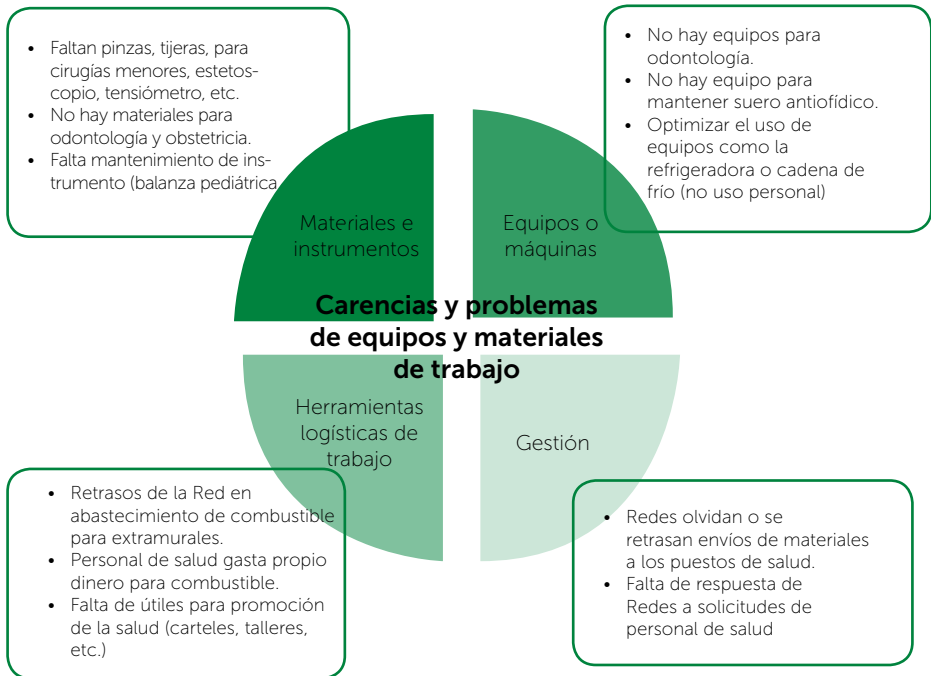 • Faltan pinzas, tijeras, para
cirugías menores, estetos-
copio, tensiómetro, etc.
• No hay materiales para
odontología y obstetricia.
• Falta mantenimiento de ins-
trumento (balanza pediátrica
• No hay equipos para
odontología.
• No hay equipo para
mantener suero antiofídico.
• Optimizar el uso de
equipos como la
refrigeradora o cadena de
frío (no uso personal)
Materiales e
instrumentos
Equipos o
máquinas
Carencias y problemas
de equipos y materiales
de trabajo
Herramientas
logísticas de
trabajo
Gestión
• Retrasos de la Red en
abastecimiento de combustible
para extramurales.
• Personal de salud gasta propio
dinero para combustible.
• Falta de útiles para promoción
de la salud (carteles, talleres,
etc.)
• Redes olvidan o se
retrasan envíos de materiales
a los puestos de salud.
• Falta de respuesta de
Redes a solicitudes de
personal de salud